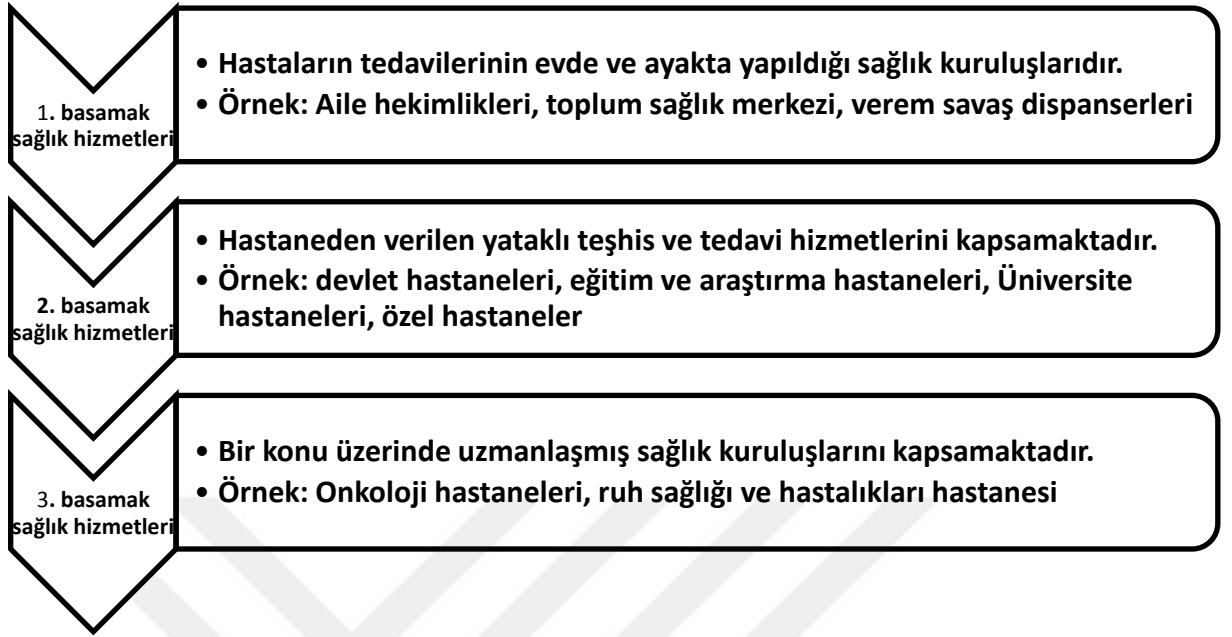 1. basamak
sağlık hizmetleri
• Hastaların tedavilerinin evde ve ayakta yapıldığı sağlık kuruluşlarıdır.
• Örnek: Aile hekimlikleri, toplum sağlık merkezi, verem savaş dispanserleri
2. basamak
sağlık hizmetleri
• Hastaneden verilen yataklı teşhis ve tedavi hizmetlerini kapsamaktadır.
• Örnek: devlet hastaneleri, eğitim ve araştırma hastaneleri, Üniversite
hastaneleri, özel hastaneler
3. basamak
sağlık hizmetleri
• Bir konu üzerinde uzmanlaşmış sağlık kuruluşlarını kapsamaktadır.
• Örnek: Onkoloji hastaneleri, ruh sağlığı ve hastalıkları hastanesi